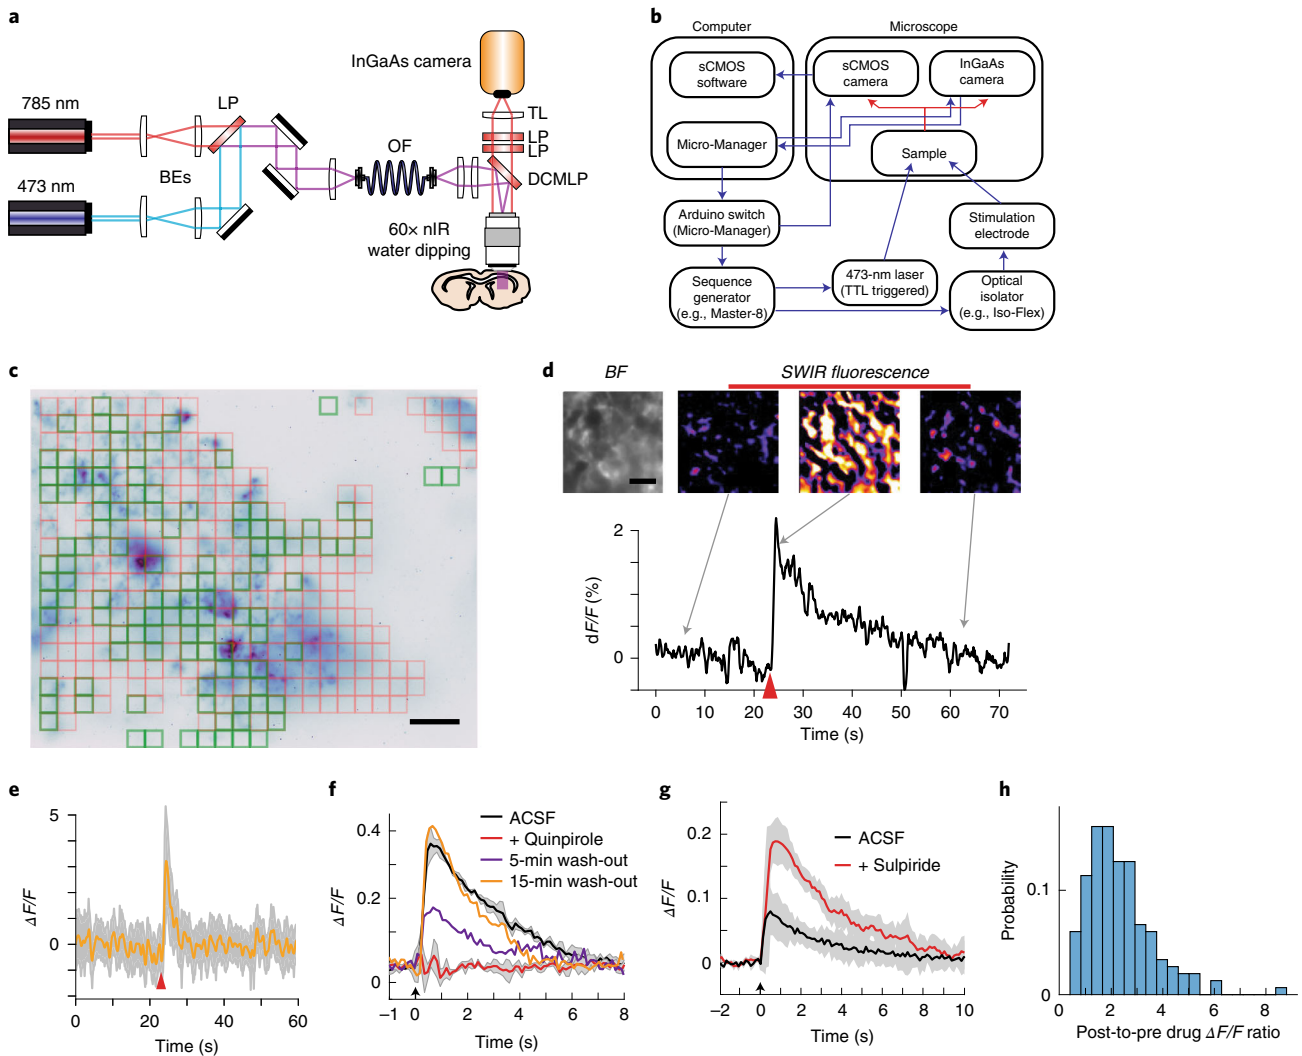 a
InGaAs camera
785 nm
LP
TL
LP
LP
OF
DCMLP
BEs
473 nm
60× nIR
water dipping
b
Computer
Microscope
sCMOS
software
sCMOS
camera
InGaAs
camera
Micro-Manager
Sample
Arduino switch
(Micro-Manager)
Stimulation
electrode
Sequence
generator
(e.g., Master-8)
473-nm laser
(TTL triggered)
Optical
isolator
(e.g., Iso-Flex)
c
d
BF
SWIR fluorescence
2
0
dF/F (%)
0 10 20 30 40 50 60 70
Time (s)
e
5
0
ΔF/F
0 20 40 60
Time (s)
f
ACSF
+ Quinpirole
5-min wash-out
15-min wash-out
0.4
0.2
0
ΔF/F
–1 0 2 4 6 8
Time (s)
g
ACSF
+ Sulpiride
0.2
0.1
0
ΔF/F
–2 0 2 4 6 8 10
Time (s)
h
0.1
0
Probability
0 2 4 6 8
Post-to-pre drug ΔF/F ratio